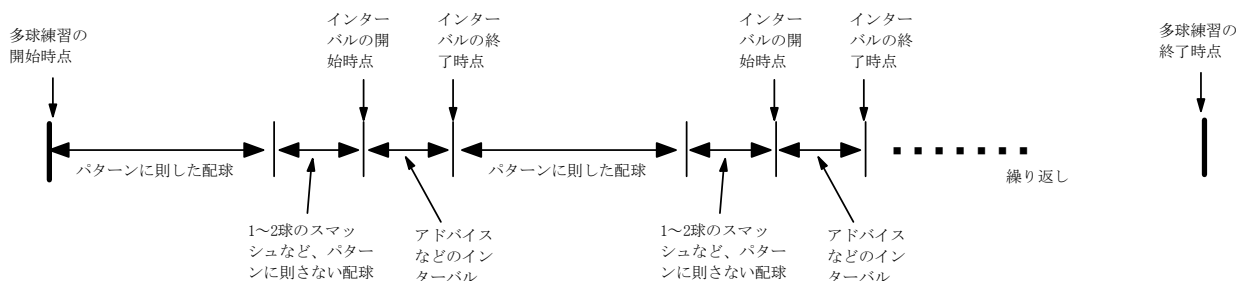 多球練習の
開始時点
インター
バルの開
始時点
インター
バルの終
了時点
インター
バルの開
始時点
インター
バルの終
了時点
多球練習の
終了時点
パターンに則した配球
パターンに則した配球
繰り返し
1〜2球のスマッ
シュなど、パター
ンに則さない配球
アドバイス
などのイン
ターバル
1〜2球のスマッ
シュなど、パター
ンに則さない配球
アドバイス
などのイン
ターバル